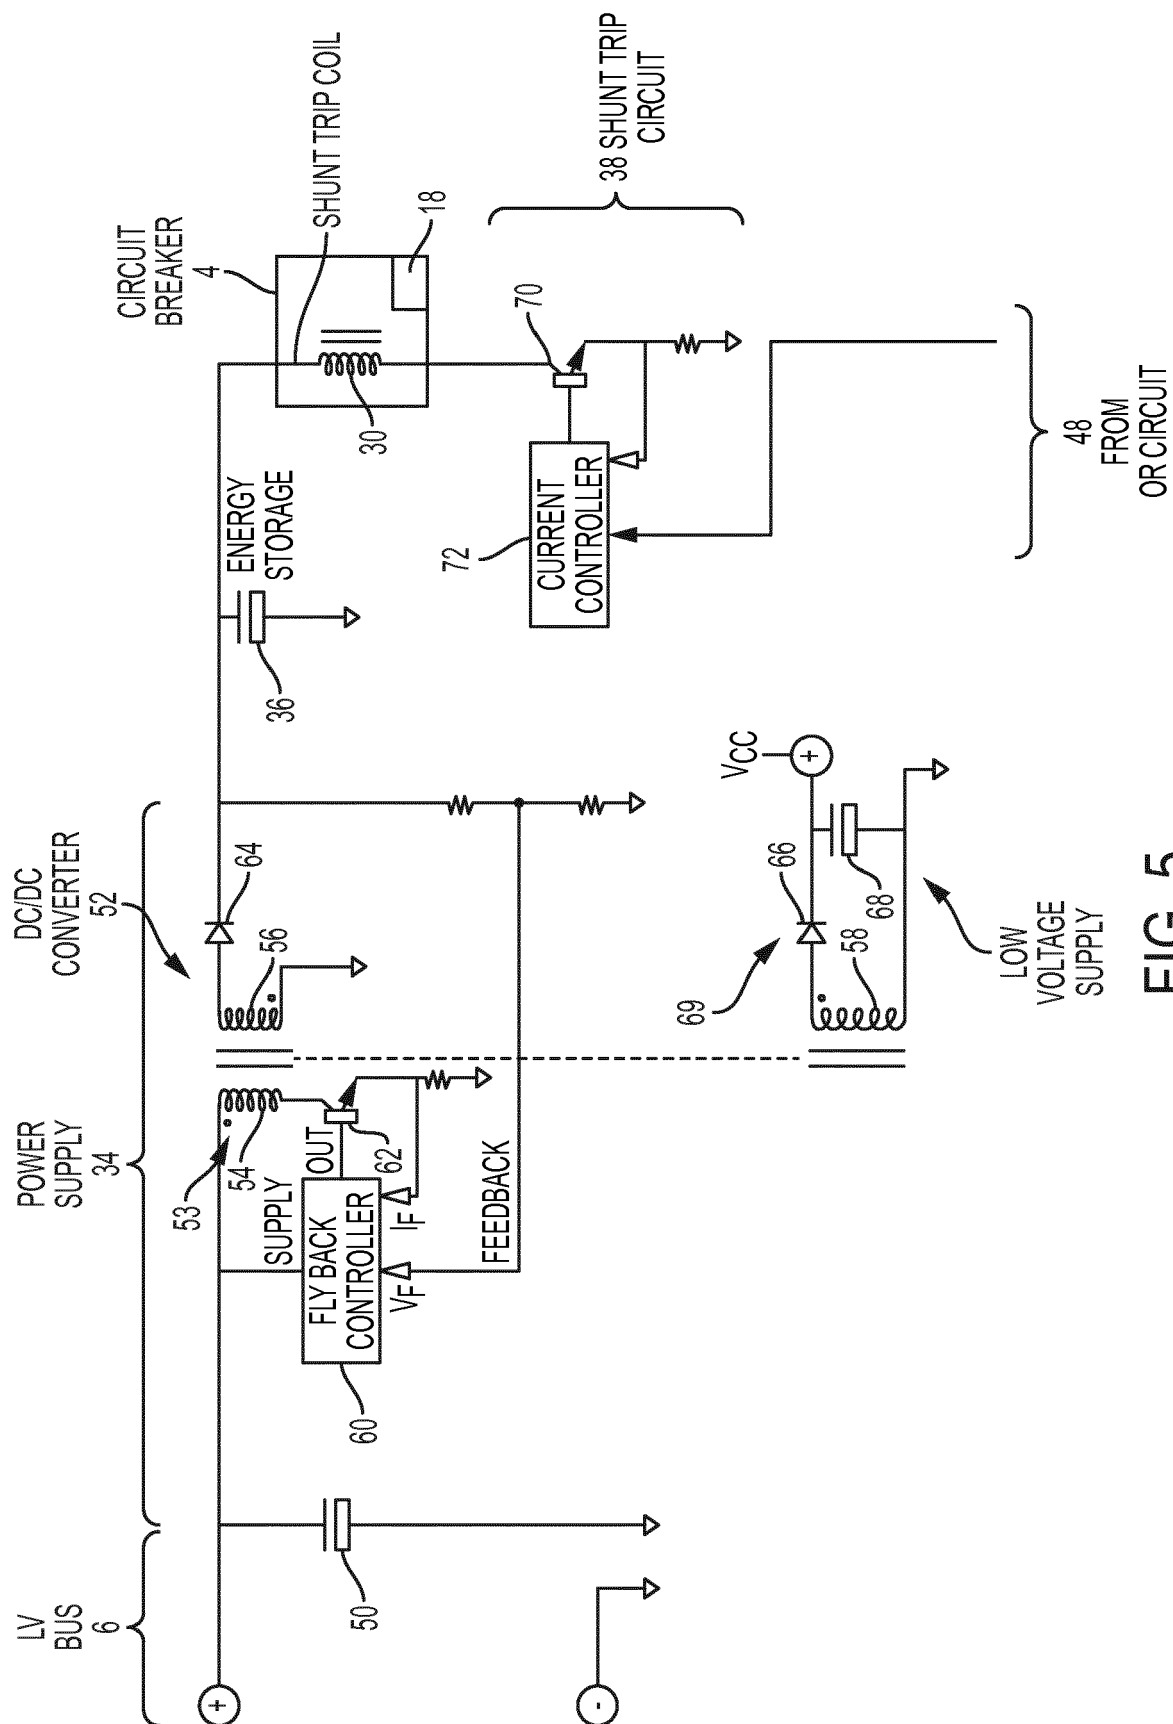 LV
BUS
6
POWER
SUPPLY
34
DC/DC
CONVERTER
52
CIRCUIT
BREAKER
4
SHUNT TRIP COIL
18
30
38 SHUNT TRIP
CIRCUIT
+
-
50
53
54
56
64
SUPPLY
OUT
FLY BACK
CONTROLLER
60
62
VF
IF
FEEDBACK
ENERGY
STORAGE
36
70
CURRENT
CONTROLLER
72
48
FROM
OR CIRCUIT
69
58
66
68
VCC
+
LOW
VOLTAGE
SUPPLY
FIG. 5